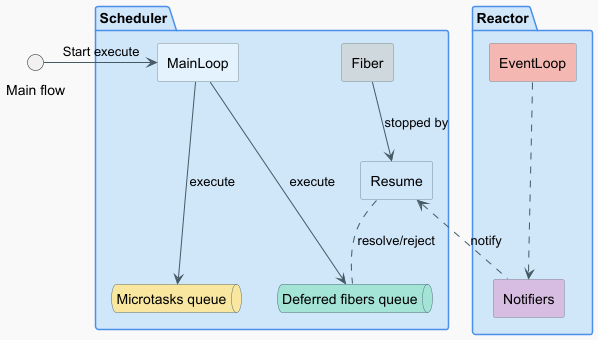 Scheduler
Reactor
Start execute
Main flow
MainLoop
Fiber
EventLoop
stopped by
execute
execute
Resume
resolve/reject
notify
Microtasks queue
Deferred fibers queue
Notifiers